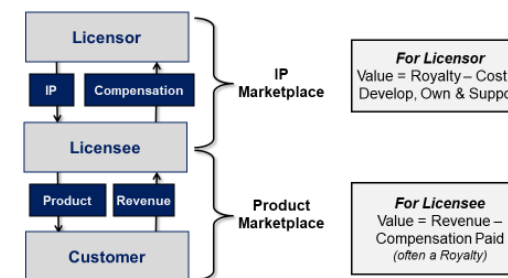 Licensor
IP
Compensation
Licensee
Product
Revenue
Customer
IP
Marketplace
Product
Marketplace
For Licensor
Value = Royalty – Cost
Develop, Own &
For Licensee
Value = Revenue –
Compensation Paid
(often a Royalty)